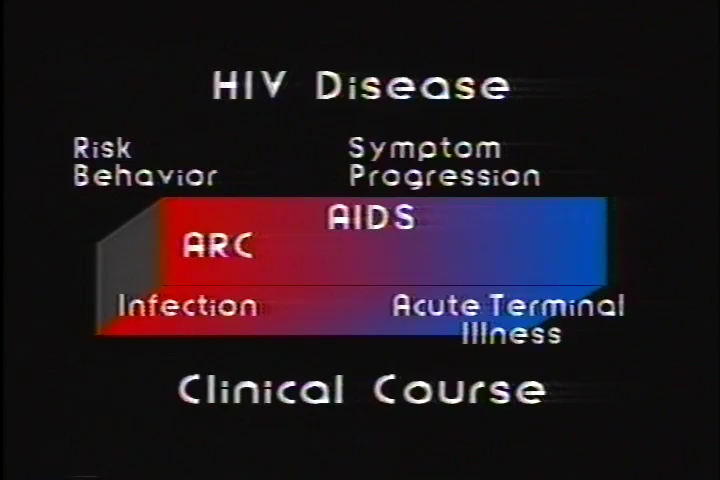 HIV Disease
Risk
Behavior
Symptom
Progression
AIDS
ARC
Infection
Acute Terminal
Illness
Clinical Course